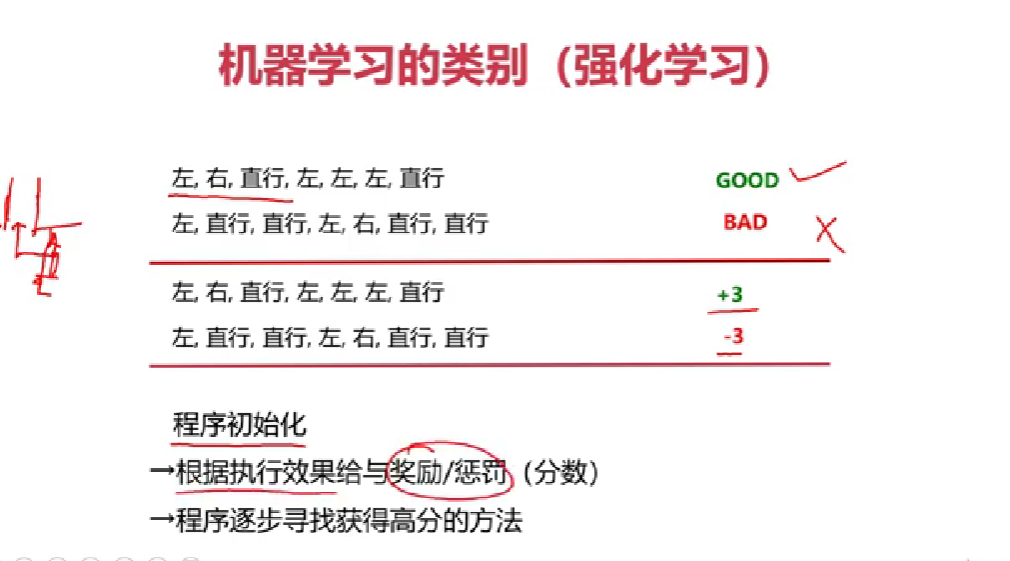 机器学习的类别（强化学习）
左, 右, 直行, 左, 左, 左, 直行 GOOD
左, 直行, 直行, 左, 右, 直行, 直行 BAD
左, 右, 直行, 左, 左, 左, 直行 +3
左, 直行, 直行, 左, 右, 直行, 直行 -3
程序初始化
→根据执行效果给与奖励/惩罚（分数）
→程序逐步寻找获得高分的方法